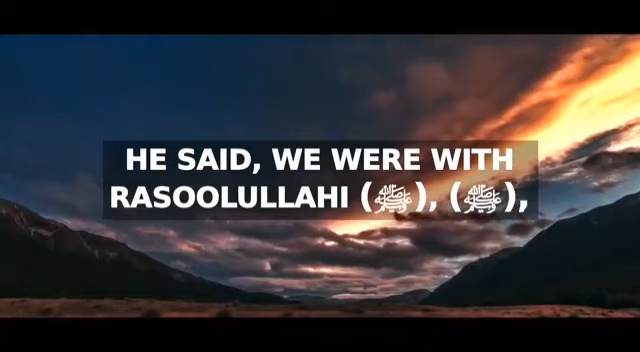 HE SAID, WE WERE WITH
RASOOLULLAHI (ﷺ), (ﷺ),